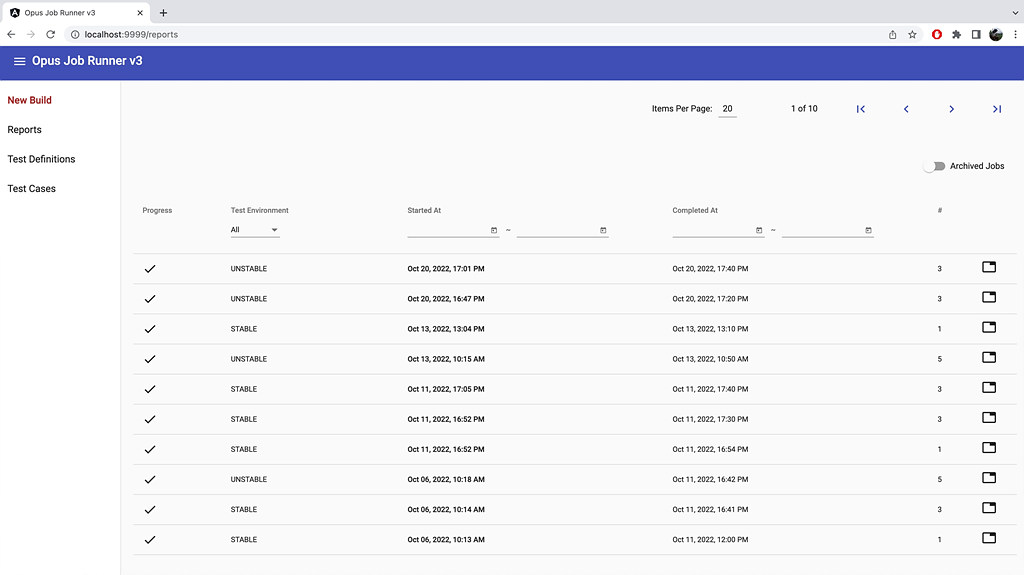 Opus Job Runner v3
localhost:9999/reports
Opus Job Runner v3
New Build
Reports
Test Definitions
Test Cases
Items Per Page: 20 1 of 10
Archived Jobs
Progress Test Environment Started At Completed At #
All – –
UNSTABLE Oct 20, 2022, 17:01 PM Oct 20, 2022, 17:40 PM 3
UNSTABLE Oct 20, 2022, 16:47 PM Oct 20, 2022, 17:20 PM 3
STABLE Oct 13, 2022, 13:04 PM Oct 13, 2022, 13:10 PM 1
UNSTABLE Oct 13, 2022, 10:15 AM Oct 13, 2022, 10:50 AM 5
STABLE Oct 11, 2022, 17:05 PM Oct 11, 2022, 17:40 PM 3
STABLE Oct 11, 2022, 16:52 PM Oct 11, 2022, 17:30 PM 3
STABLE Oct 11, 2022, 16:52 PM Oct 11, 2022, 16:54 PM 1
UNSTABLE Oct 06, 2022, 10:18 AM Oct 11, 2022, 16:42 PM 5
STABLE Oct 06, 2022, 10:14 AM Oct 11, 2022, 16:41 PM 3
STABLE Oct 06, 2022, 10:13 AM Oct 11, 2022, 12:00 PM 1